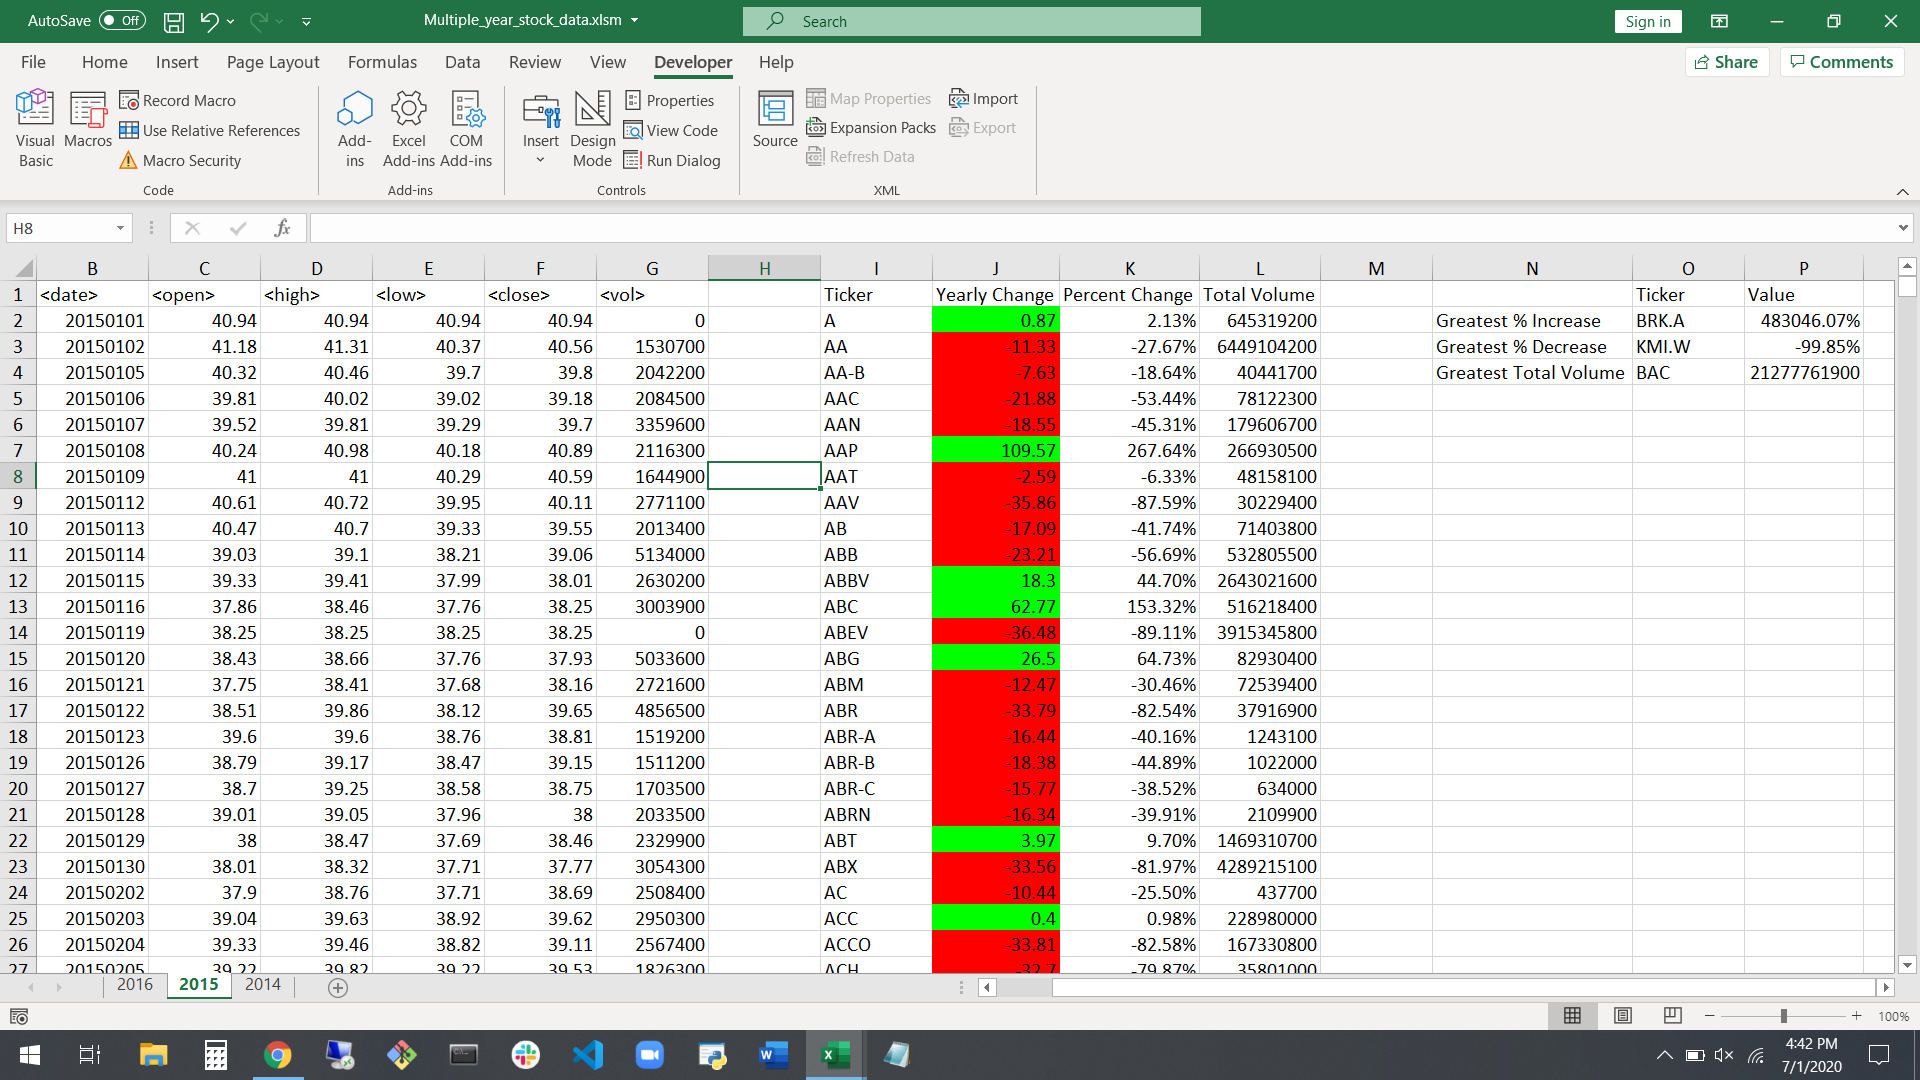 AutoSave Off Multiple_year_stock_data.xlsm Search Sign in
File Home Insert Page Layout Formulas Data Review View Developer Help Share Comments
Visual Basic
Macros
Record Macro
Use Relative References
Macro Security
Code
Add-ins
Excel Add-ins
COM Add-ins
Add-ins
Insert
Design Mode
Properties
View Code
Run Dialog
Controls
Source
Map Properties
Expansion Packs
Refresh Data
Import
Export
XML
H8 fx
B C D E F G H I J K L M N O P
1 <date> <open> <high> <low> <close> <vol> Ticker Yearly Change Percent Change Total Volume Ticker Value
2 20150101 40.94 40.94 40.94 40.94 0 A 0.87 2.13% 645319200 Greatest % Increase BRK.A 483046.07%
3 20150102 41.18 41.31 40.37 40.56 1530700 AA -11.33 -27.67% 6449104200 Greatest % Decrease KMI.W -99.85%
4 20150105 40.32 40.46 39.7 39.8 2042200 AA-B -7.63 -18.64% 40441700 Greatest Total Volume BAC 21277761900
5 20150106 39.81 40.02 39.02 39.18 2084500 AAC -21.88 -53.44% 78122300
6 20150107 39.52 39.81 39.29 39.7 3359600 AAN -18.55 -45.31% 179606700
7 20150108 40.24 40.98 40.18 40.89 2116300 AAP 109.57 267.64% 266930500
8 20150109 41 41 40.29 40.59 1644900 AAT -2.59 -6.33% 48158100
9 20150112 40.61 40.72 39.95 40.11 2771100 AAV -35.86 -87.59% 30229400
10 20150113 40.47 40.7 39.33 39.55 2013400 AB -17.09 -41.74% 71403800
11 20150114 39.03 39.1 38.21 39.06 5134000 ABB -23.21 -56.69% 532805500
12 20150115 39.33 39.41 37.99 38.01 2630200 ABBV 18.3 44.70% 2643021600
13 20150116 37.86 38.46 37.76 38.25 3003900 ABC 62.77 153.32% 516218400
14 20150119 38.25 38.25 38.25 38.25 0 ABEV -36.48 -89.11% 3915345800
15 20150120 38.43 38.66 37.76 37.93 5033600 ABG 26.5 64.73% 82930400
16 20150121 37.75 38.41 37.68 38.16 2721600 ABM -12.47 -30.46% 72539400
17 20150122 38.51 39.86 38.12 39.65 4856500 ABR -33.79 -82.54% 37916900
18 20150123 39.6 39.6 38.76 38.81 1519200 ABR-A -16.44 -40.16% 1243100
19 20150126 38.79 39.17 38.47 39.15 1511200 ABR-B -18.38 -44.89% 1022000
20 20150127 38.7 39.25 38.58 38.75 1703500 ABR-C -15.77 -38.52% 634000
21 20150128 39.01 39.05 37.96 38 2033500 ABRN -16.34 -39.91% 2109900
22 20150129 38 38.47 37.69 38.46 2329900 ABT 3.97 9.70% 1469310700
23 20150130 38.01 38.32 37.71 37.77 3054300 ABX -33.56 -81.97% 4289215100
24 20150202 37.9 38.76 37.71 38.69 2508400 AC -10.44 -25.50% 437700
25 20150203 39.04 39.63 38.92 39.62 2950300 ACC 0.4 0.98% 228980000
26 20150204 39.33 39.46 38.82 39.11 2567400 ACCO -33.81 -82.58% 167330800
27 20150205 39.22 39.82 39.22 39.53 1826300 ACH -32.7 -79.87% 35801000
2016 2015 2014
100%
4:42 PM
7/1/2020